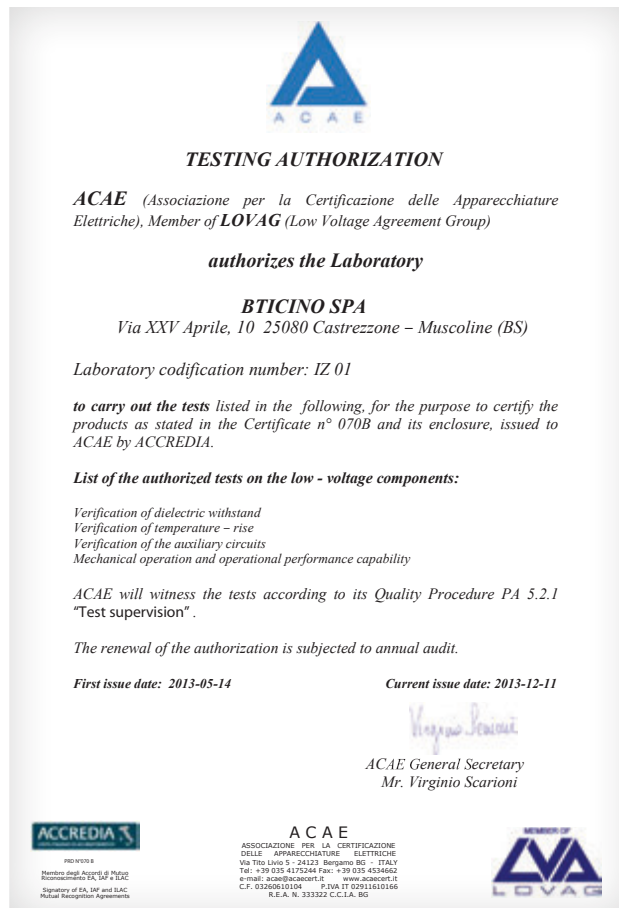 A C A E
TESTING AUTHORIZATION
ACAE (Associazione per la Certificazione delle Apparecchiature
Elettriche), Member of LOVAG (Low Voltage Agreement Group)
authorizes the Laboratory
BTICINO SPA
Via XXV Aprile, 10 25080 Castrezzone – Muscoline (BS)
Laboratory codification number: IZ 01
to carry out the tests listed in the following, for the purpose to certify the
products as stated in the Certificate n° 070B and its enclosure, issued to
ACAE by ACCREDIA.
List of the authorized tests on the low - voltage components:
Verification of dielectric withstand
Verification of temperature – rise
Verification of the auxiliary circuits
Mechanical operation and operational performance capability
ACAE will witness the tests according to its Quality Procedure PA 5.2.1
"Test supervision" .
The renewal of the authorization is subjected to annual audit.
First issue date: 2013-05-14 Current issue date: 2013-12-11
Virginio Scarioni
ACAE General Secretary
Mr. Virginio Scarioni
ACCREDIA
PRD N°070 B
Membro degli Accordi di Mutuo
Riconoscimento EA, IAF e ILAC
Signatory of EA, IAF and ILAC
Mutual Recognition Agreements
A C A E
ASSOCIAZIONE PER LA CERTIFICAZIONE
DELLE APPARECCHIATURE ELETTRICHE
Via Tito Livio 5 - 24123 Bergamo BG - ITALY
Tel: +39 035 4175244 Fax: +39 035 4534662
e-mail: acae@acaecert.it www.acaecert.it
C.F. 03260610104 P.IVA IT 02911610166
R.E.A. N. 333322 C.C.I.A. BG
MEMBER OF
LVA
LOVAG